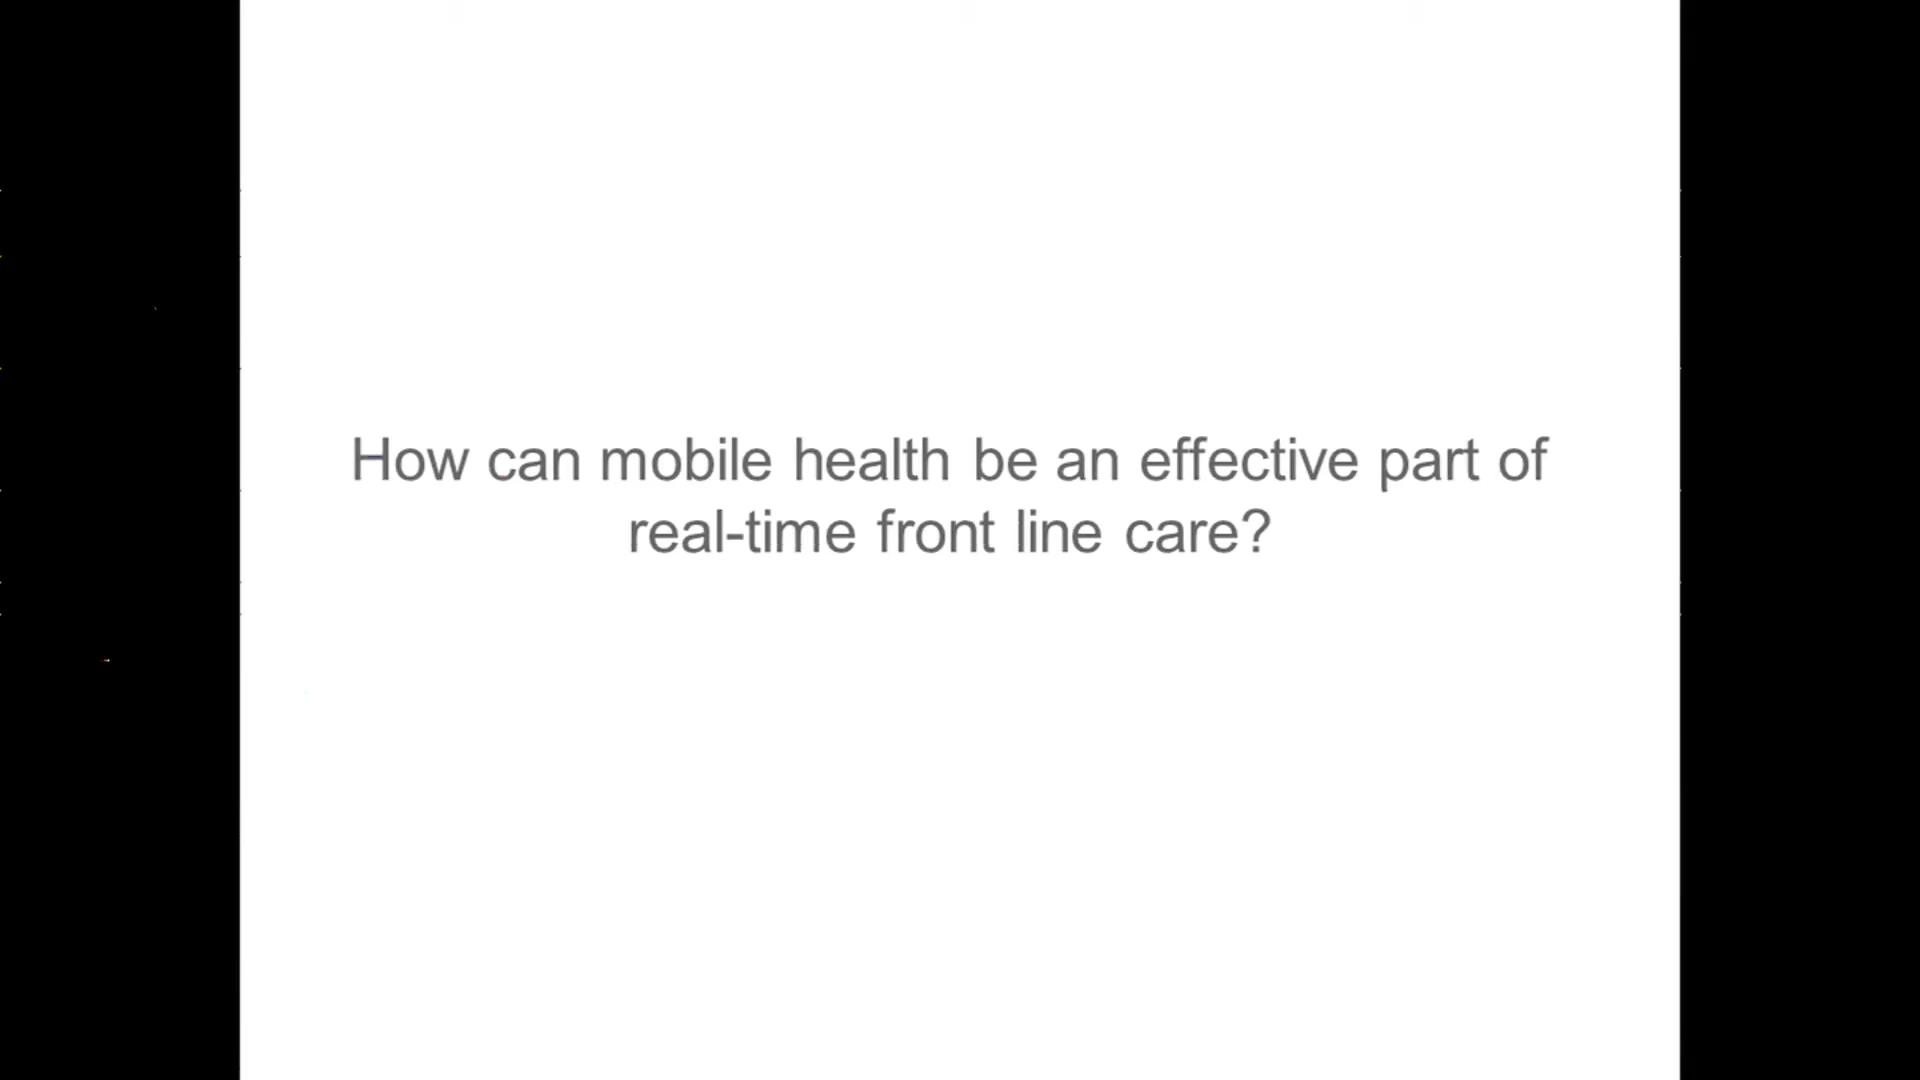 How can mobile health be an effective part of
real-time front line care?